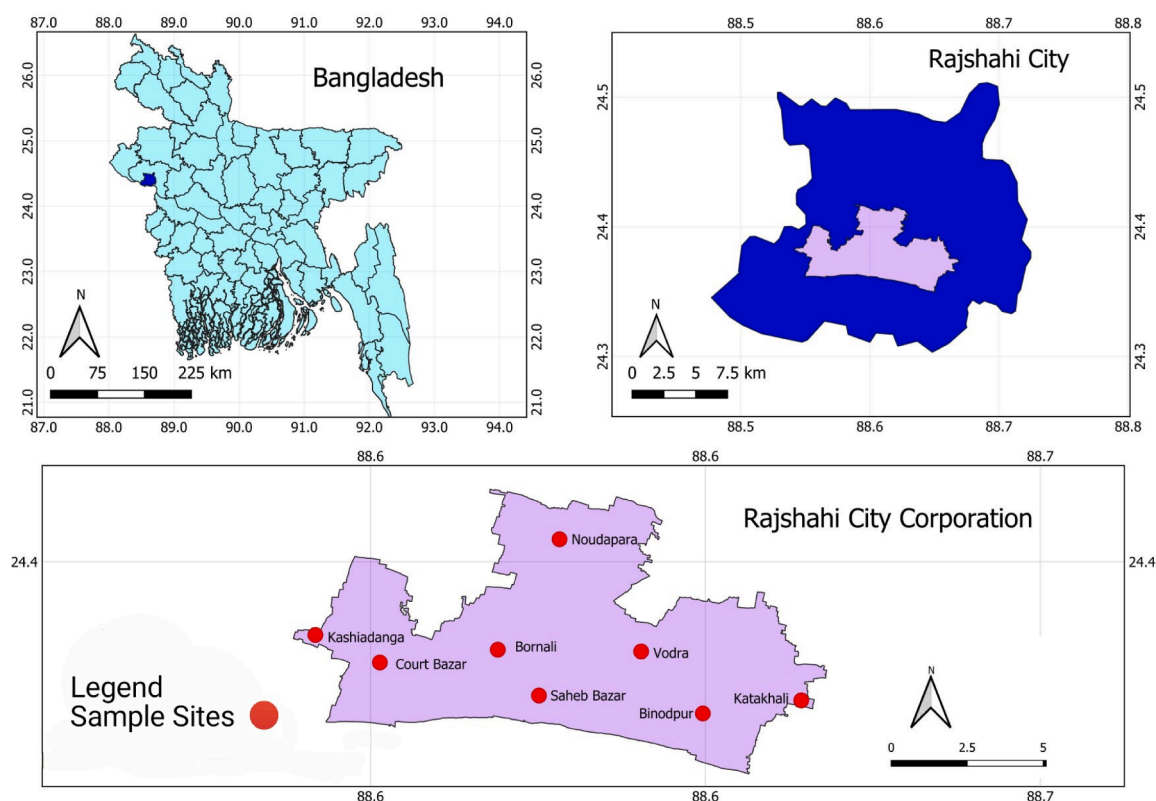 87.0 88.0 89.0 90.0 91.0 92.0 93.0 94.0
Bangladesh
26.0
25.0
24.0
23.0
22.0
21.0
26.0
25.0
24.0
23.0
22.0
21.0
N
0 75 150 225 km
87.0 88.0 89.0 90.0 91.0 92.0 93.0 94.0
88.5 88.6 88.7 88.8
Rajshahi City
24.5
24.4
24.3
24.5
24.4
24.3
N
0 2.5 5 7.5 km
88.5 88.6 88.7 88.8
88.6 88.6 88.7
Rajshahi City Corporation
24.4
24.4
Noudapara
Kashiadanga
Court Bazar
Bornali
Vodra
Saheb Bazar
Binodpur
Katakhali
Legend
Sample Sites
N
0 2.5 5
88.6 88.6 88.7